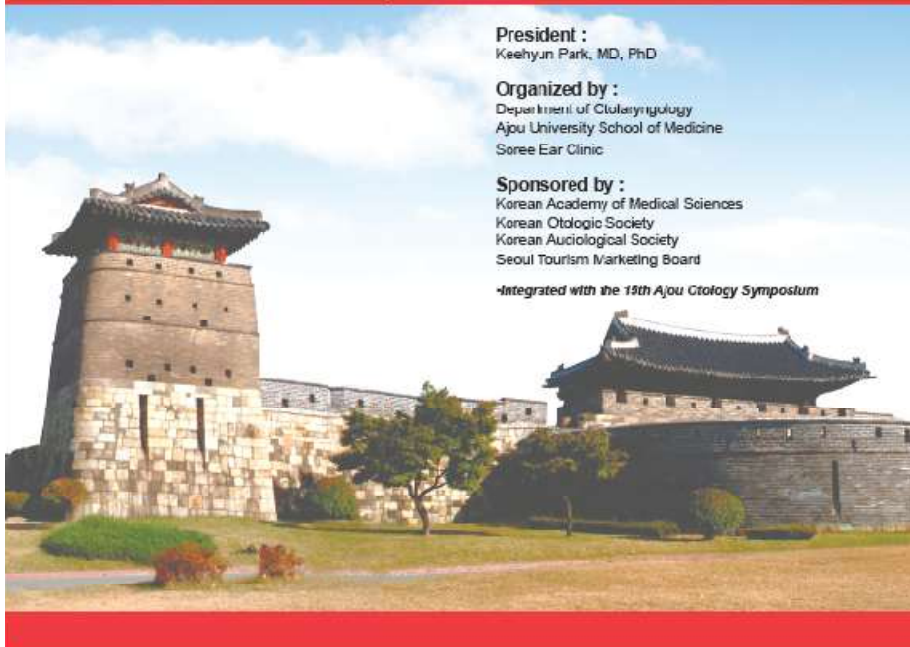 President :
Keehyun Park, MD, PhD
Organized by :
Department of Otolaryngology
Ajou University School of Medicine
Soree Ear Clinic
Sponsored by :
Korean Academy of Medical Sciences
Korean Otologic Society
Korean Audiological Society
Seoul Tourism Marketing Board
•Integrated with the 19th Ajou Otology Symposium